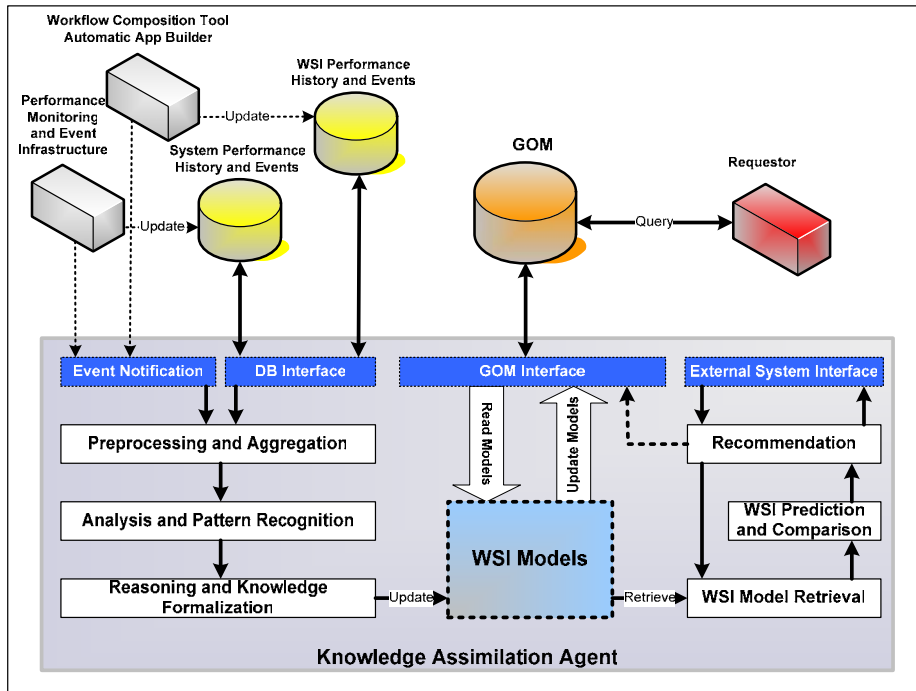 Workflow Composition Tool
Automatic App Builder
WSI Performance
History and Events
Performance
Monitoring
and Event
Infrastructure
Update
System Performance
History and Events
GOM
Requestor
Update
Query
Event Notification
DB Interface
GOM Interface
External System Interface
Read Models
Update Models
Preprocessing and Aggregation
Recommendation
Analysis and Pattern Recognition
WSI Prediction
and Comparison
WSI Models
Reasoning and Knowledge
Formalization
Update
Retrieve
WSI Model Retrieval
Knowledge Assimilation Agent